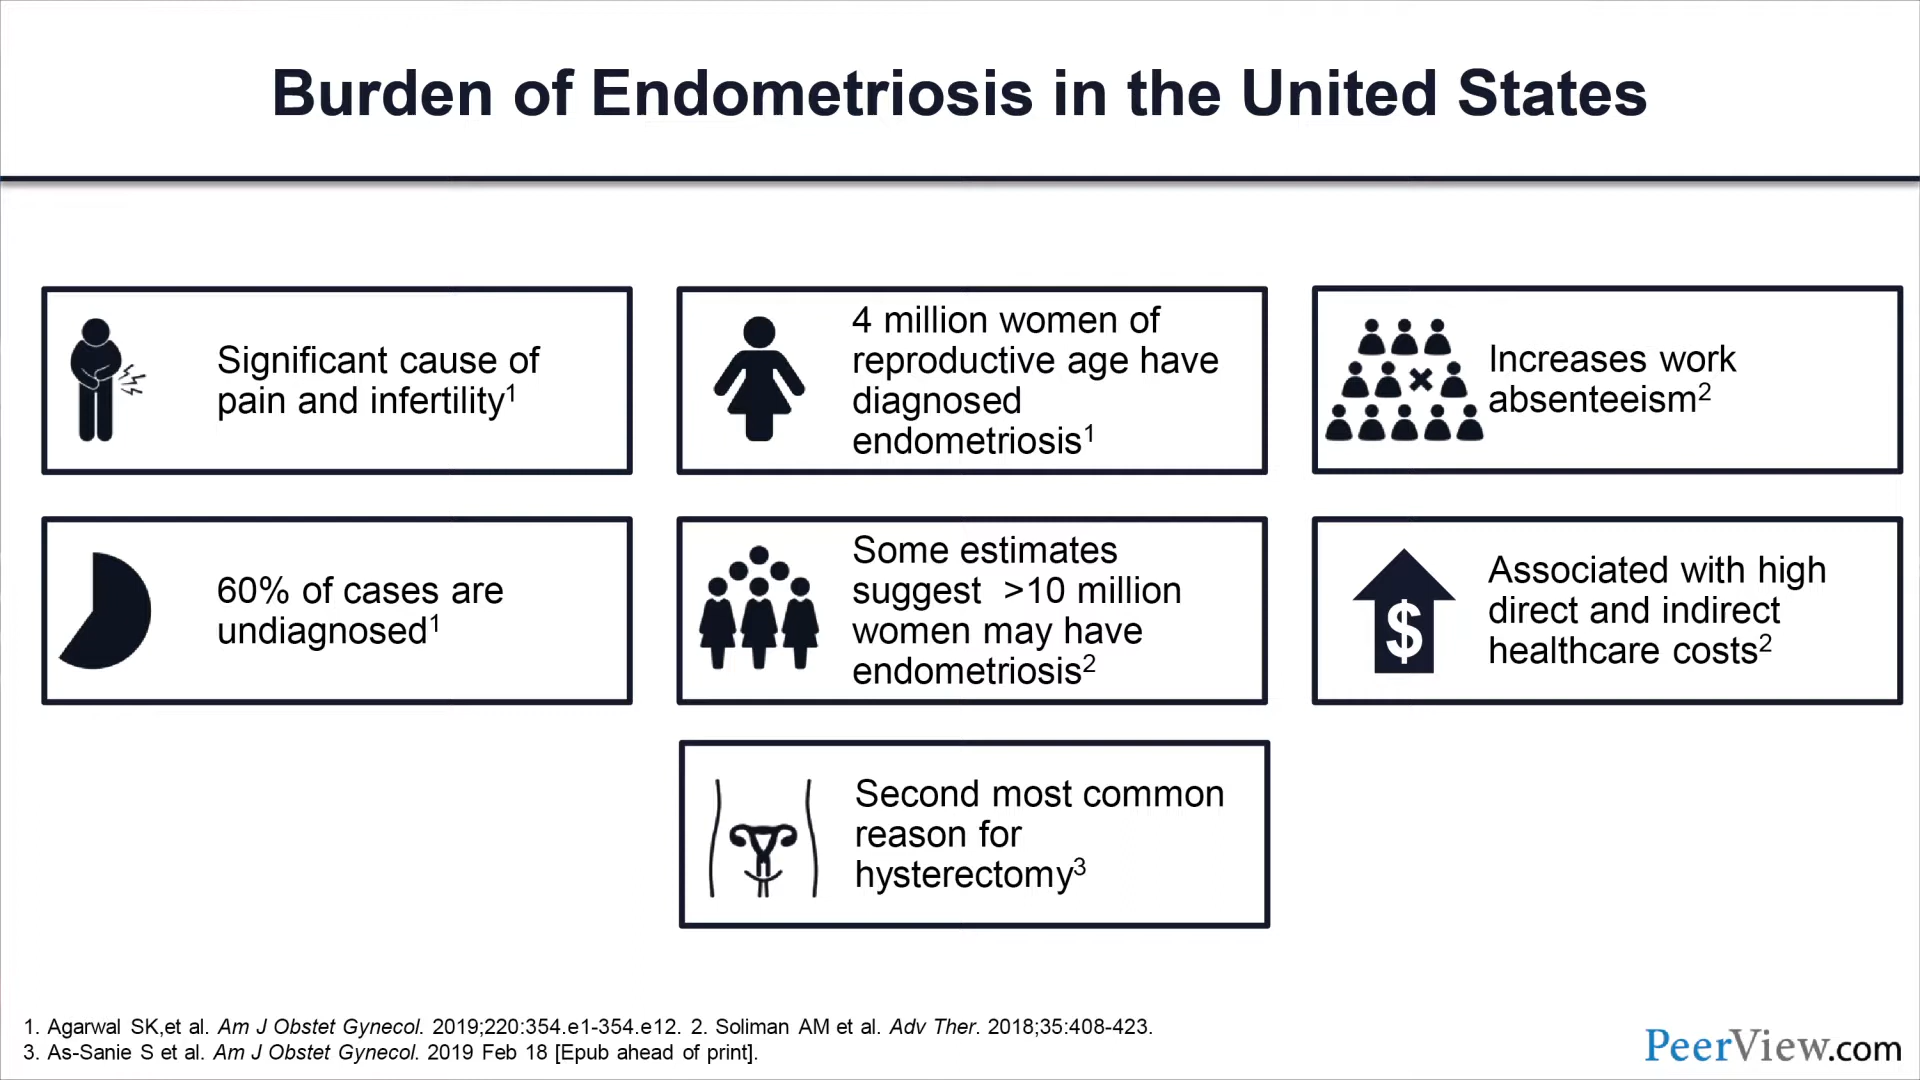 Burden of Endometriosis in the United States
Significant cause of
pain and infertility¹
4 million women of
reproductive age have
diagnosed
endometriosis¹
Increases work
absenteeism²
60% of cases are
undiagnosed¹
Some estimates
suggest >10 million
women may have
endometriosis²
$
Associated with high
direct and indirect
healthcare costs²
Second most common
reason for
hysterectomy³
1. Agarwal SK,et al. Am J Obstet Gynecol. 2019;220:354.e1-354.e12. 2. Soliman AM et al. Adv Ther. 2018;35:408-423.
3. As-Sanie S et al. Am J Obstet Gynecol. 2019 Feb 18 [Epub ahead of print].
PeerView.com